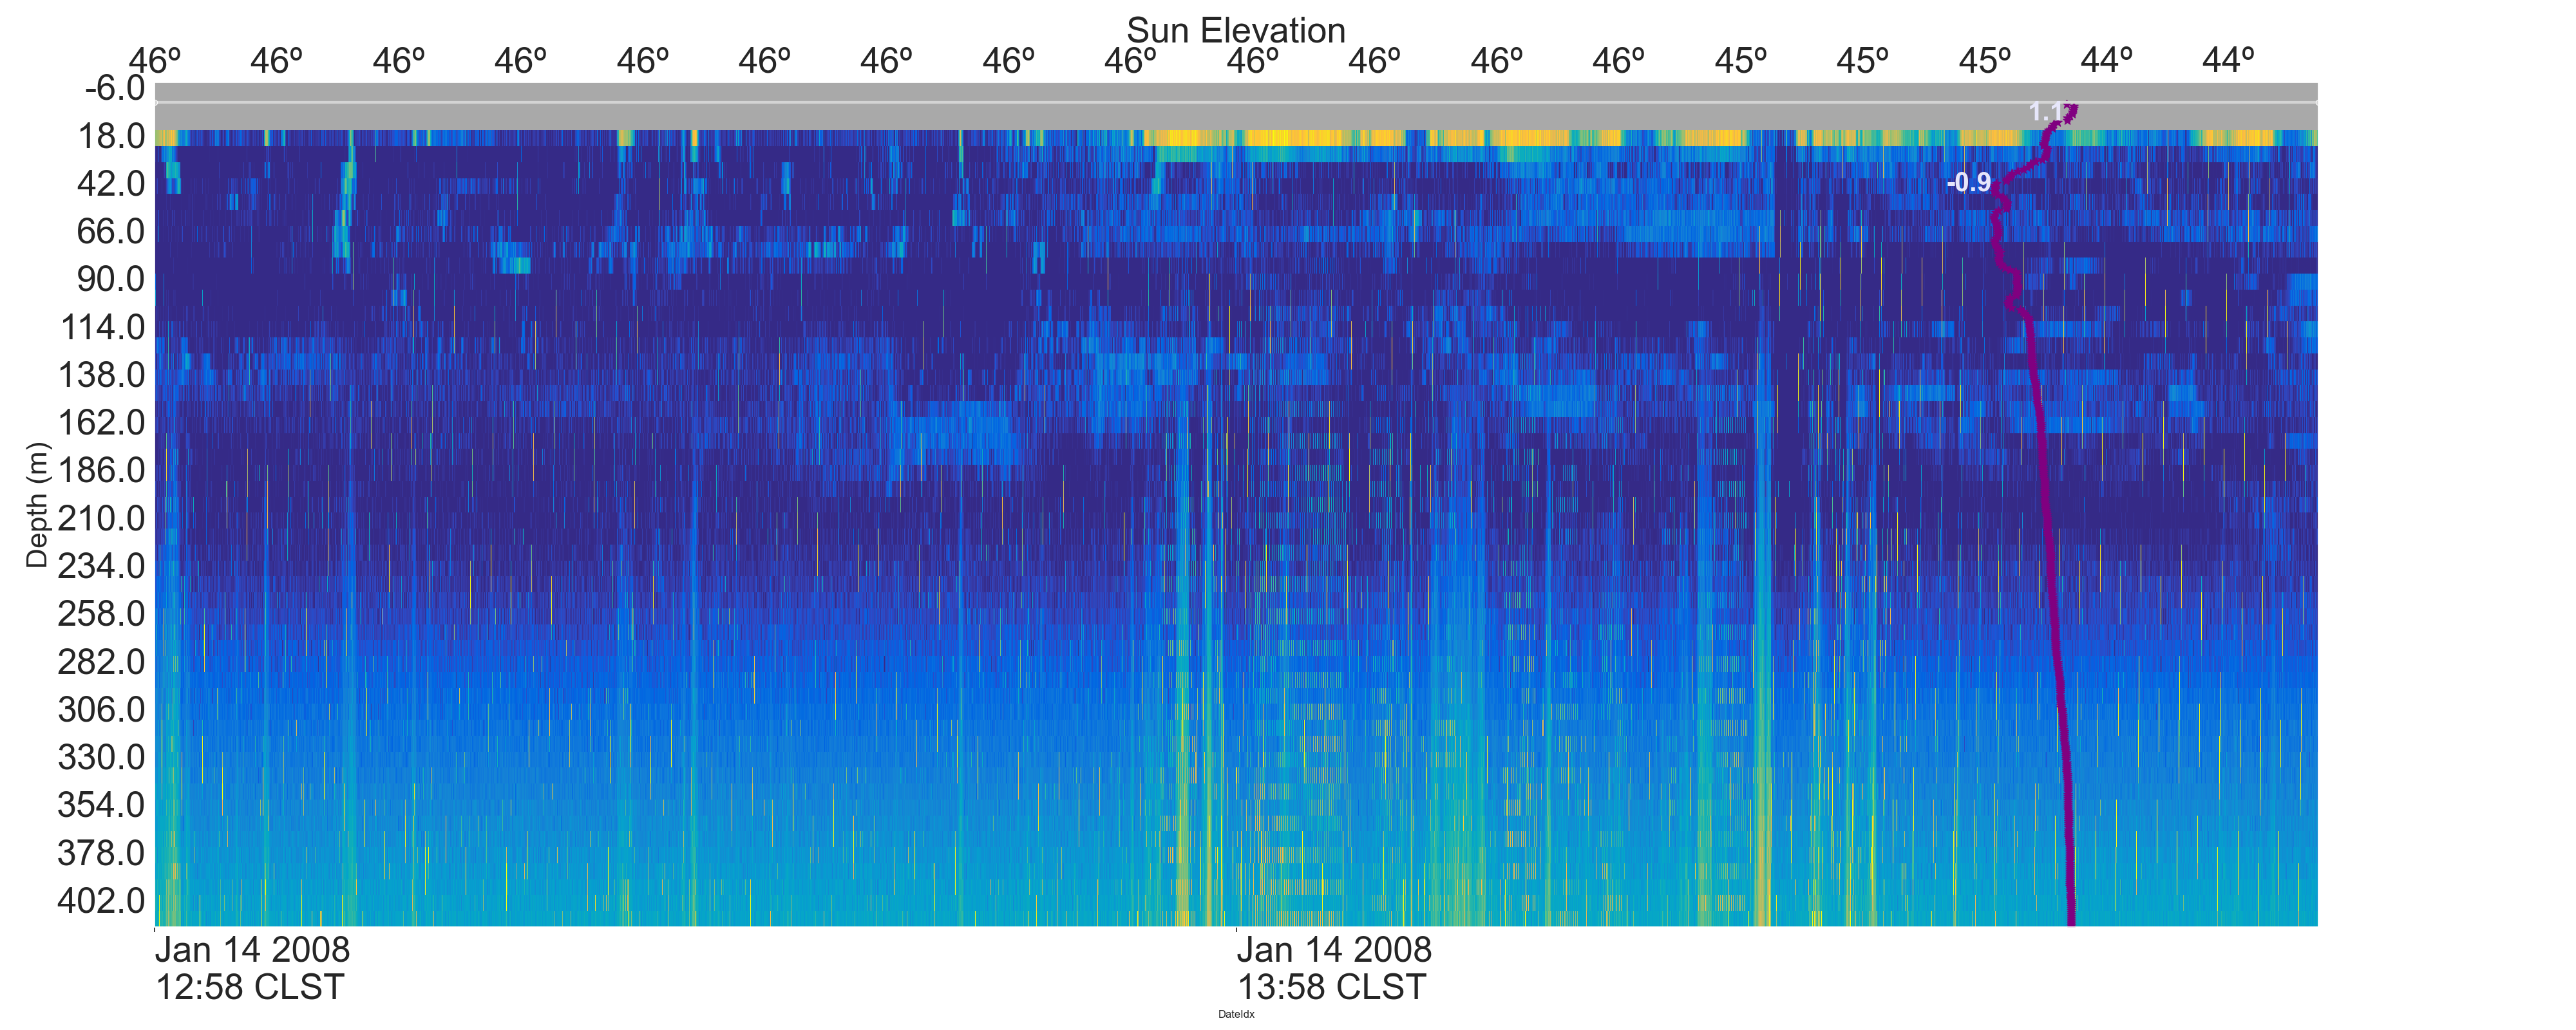 Sun Elevation
46º 46º 46º 46º 46º 46º 46º 46º 46º 46º 46º 46º 46º 45º 45º 45º 44º 44º
-6.0
18.0
42.0
66.0
90.0
114.0
138.0
162.0
186.0
210.0
234.0
258.0
282.0
306.0
330.0
354.0
378.0
402.0
Depth (m)
1.1
-0.9
Jan 14 2008
12:58 CLST
Jan 14 2008
13:58 CLST
DateIdx